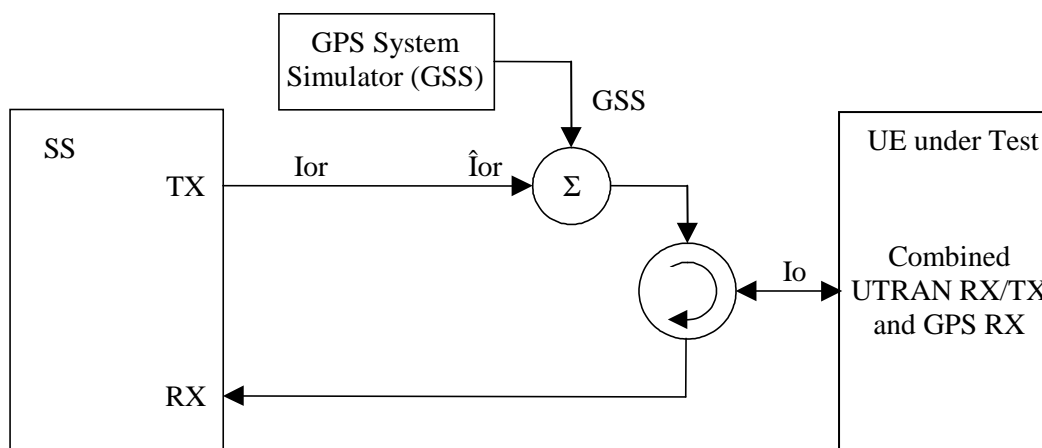 GPS System
Simulator (GSS)
GSS
SS
UE under Test
TX
Ior
Îor
Σ
Combined
UTRAN RX/TX
and GPS RX
Io
RX